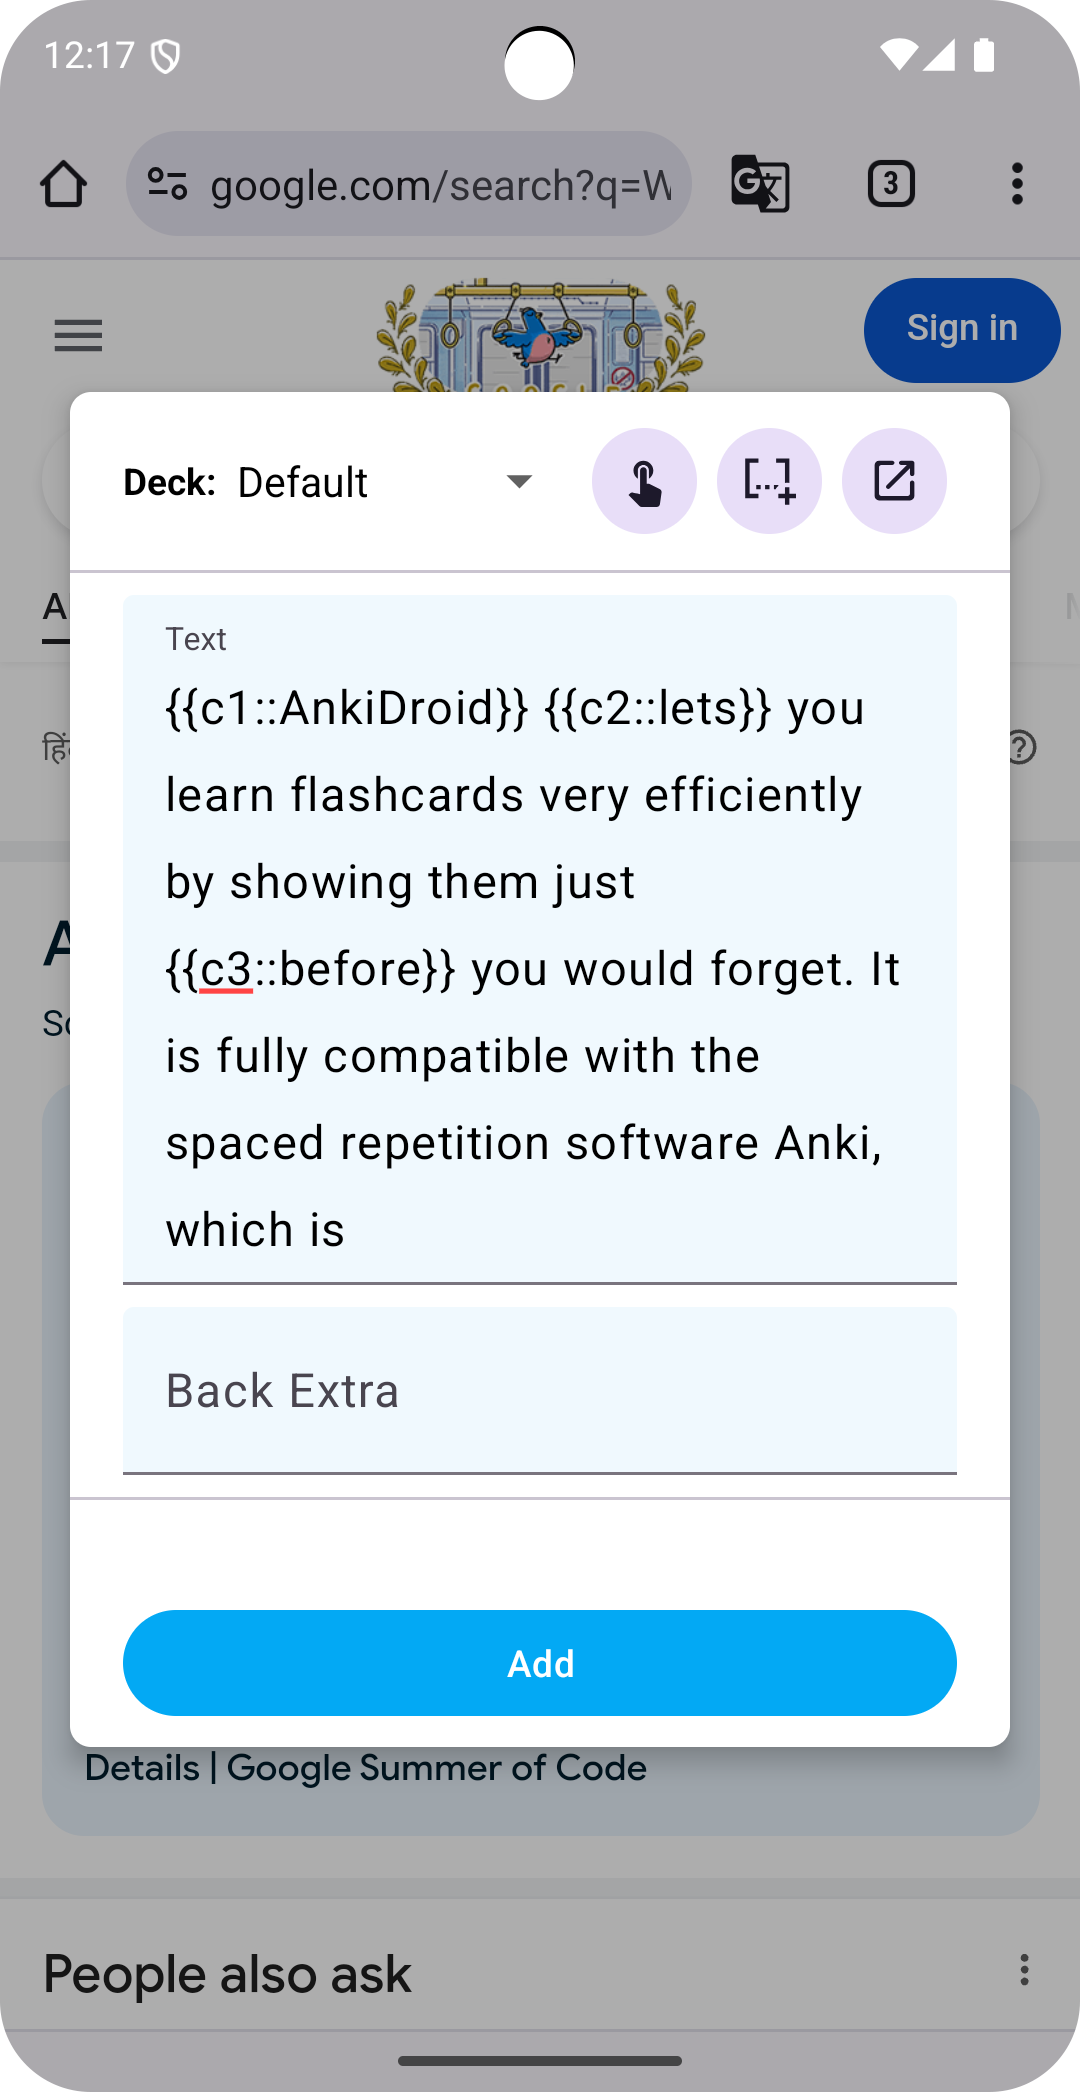 12:17
google.com/search?q=W
3
Sign in
Deck: Default
Text
{{c1::AnkiDroid}} {{c2::lets}} you
learn flashcards very efficiently
by showing them just
{{c3::before}} you would forget. It
is fully compatible with the
spaced repetition software Anki,
which is
Back Extra
Add
Details | Google Summer of Code
People also ask